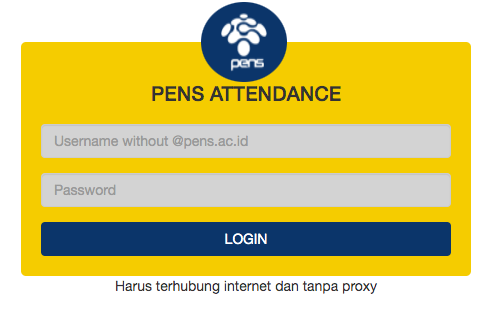 pens
PENS ATTENDANCE
Username without @pens.ac.id
Password
LOGIN
Harus terhubung internet dan tanpa proxy